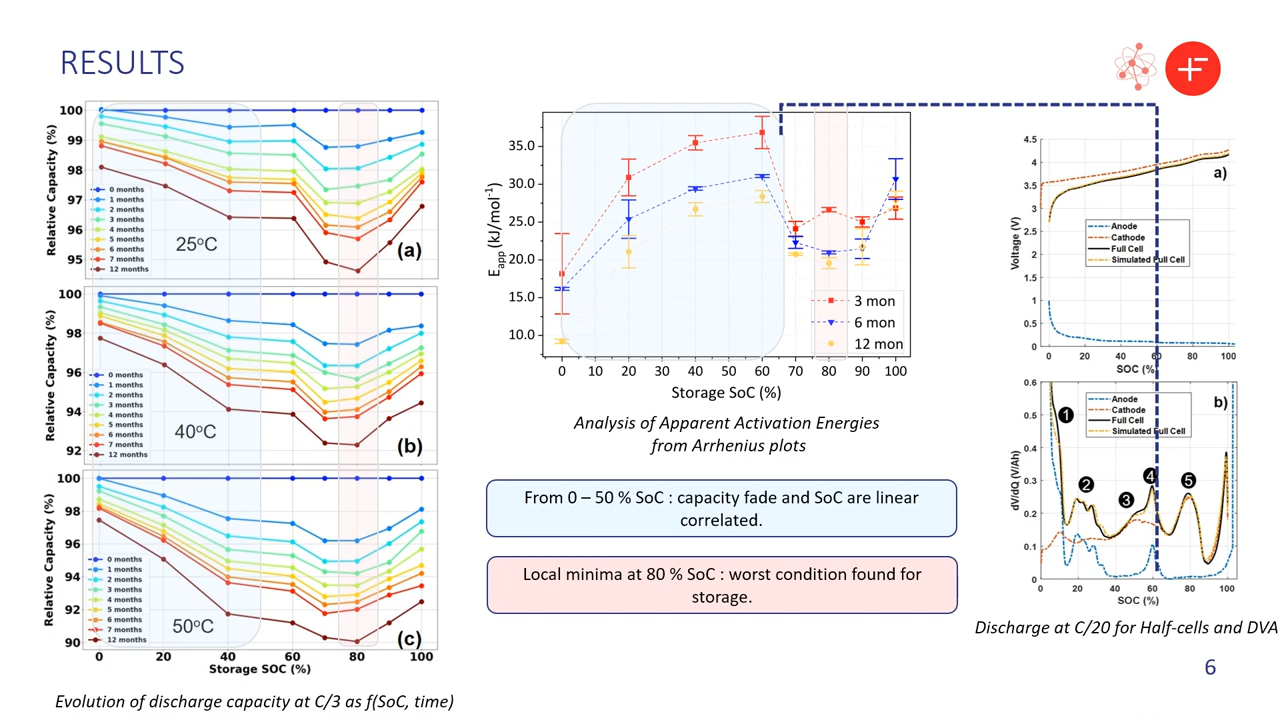 RESULTS
Relative Capacity (%)
100
99
98
97
96
95
0 months
1 months
2 months
3 months
4 months
5 months
6 months
7 months
12 months
25°C
(a)
Relative Capacity (%)
100
98
96
94
92
0 months
1 months
2 months
3 months
4 months
5 months
6 months
7 months
12 months
40°C
(b)
Relative Capacity (%)
100
98
96
94
92
90
0 months
1 months
2 months
3 months
4 months
5 months
6 months
7 months
12 months
50°C
(c)
0 20 40 60 80 100
Storage SOC (%)
Evolution of discharge capacity at C/3 as f(SoC, time)
Eapp (kJ/mol⁻¹)
35.0
30.0
25.0
20.0
15.0
10.0
3 mon
6 mon
12 mon
0 10 20 30 40 50 60 70 80 90 100
Storage SoC (%)
Analysis of Apparent Activation Energies
from Arrhenius plots
From 0 – 50 % SoC : capacity fade and SoC are linear
correlated.
Local minima at 80 % SoC : worst condition found for
storage.
Voltage (V)
4.5
4
3.5
3
2.5
2
1.5
1
0.5
0
a)
Anode
Cathode
Full Cell
Simulated Full Cell
0 20 40 60 80 100
SOC (%)
dV/dQ (V/Ah)
0.6
0.5
0.4
0.3
0.2
0.1
0
b)
Anode
Cathode
Full Cell
Simulated Full Cell
1
2
3
4
5
0 20 40 60 80 100
SOC (%)
Discharge at C/20 for Half-cells and DVA
6